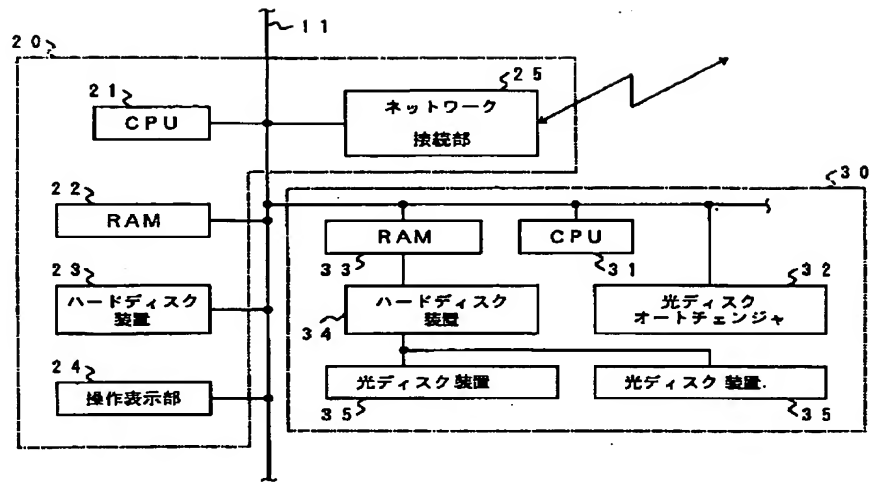 11
20
25
21
ネットワーク
接続部
CPU
30
22
RAM
RAM
CPU
33
31
32
23
ハードディスク
装置
ハードディスク
装置
34
光ディスク
オートチェンジャ
24
操作表示部
光ディスク装置
光ディスク装置.
35
35